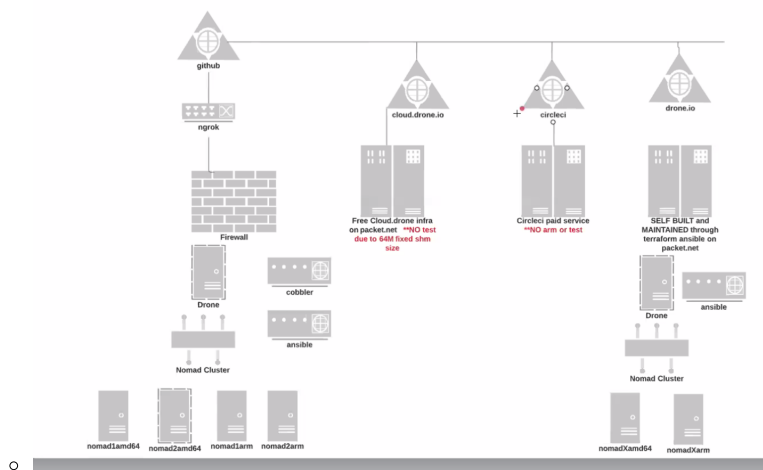 github
cloud.drone.io
circleci
drone.io
ngrok
Firewall
Free Cloud.drone infra
on packet.net **NO test
due to 64M fixed shm
size
Circleci paid service
**NO arm or test
SELF BUILT and
MAINTAINED through
terraform ansible on
packet.net
Drone
cobbler
ansible
Nomad Cluster
nomad1amd64
nomad2amd64
nomad1arm
nomad2arm
Drone
ansible
Nomad Cluster
nomadXamd64
nomadXarm